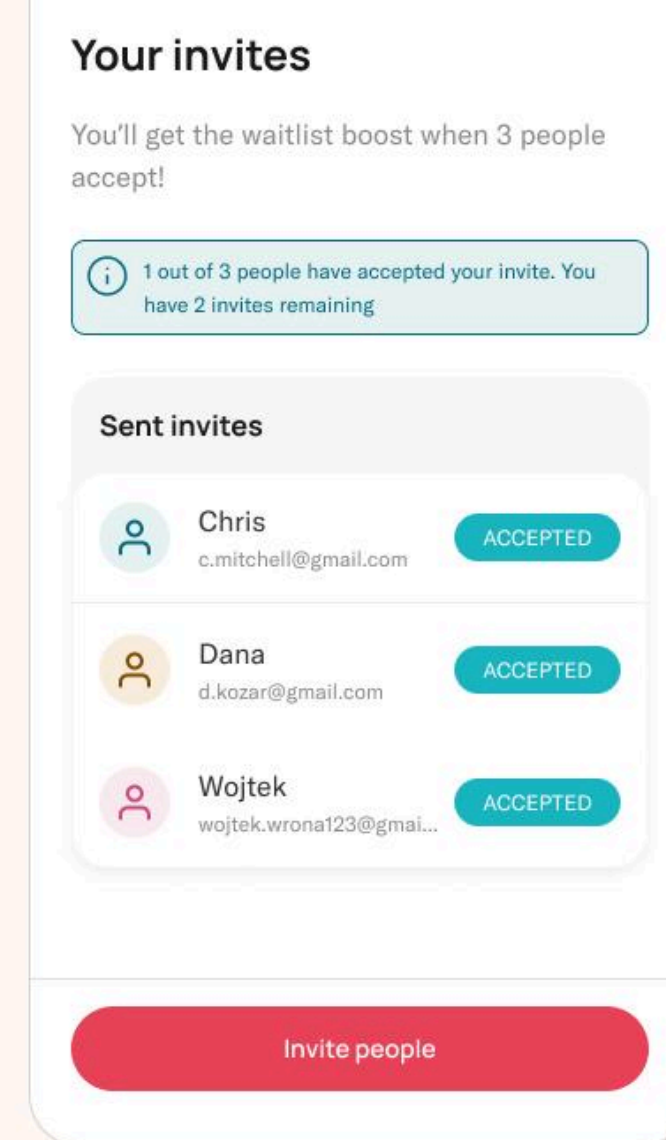 Your invites
You'll get the waitlist boost when 3 people
accept!
1 out of 3 people have accepted your invite. You
have 2 invites remaining
Sent invites
Chris
c.mitchell@gmail.com
ACCEPTED
Dana
d.kozar@gmail.com
ACCEPTED
Wojtek
wojtek.wrona123@gmai...
ACCEPTED
Invite people